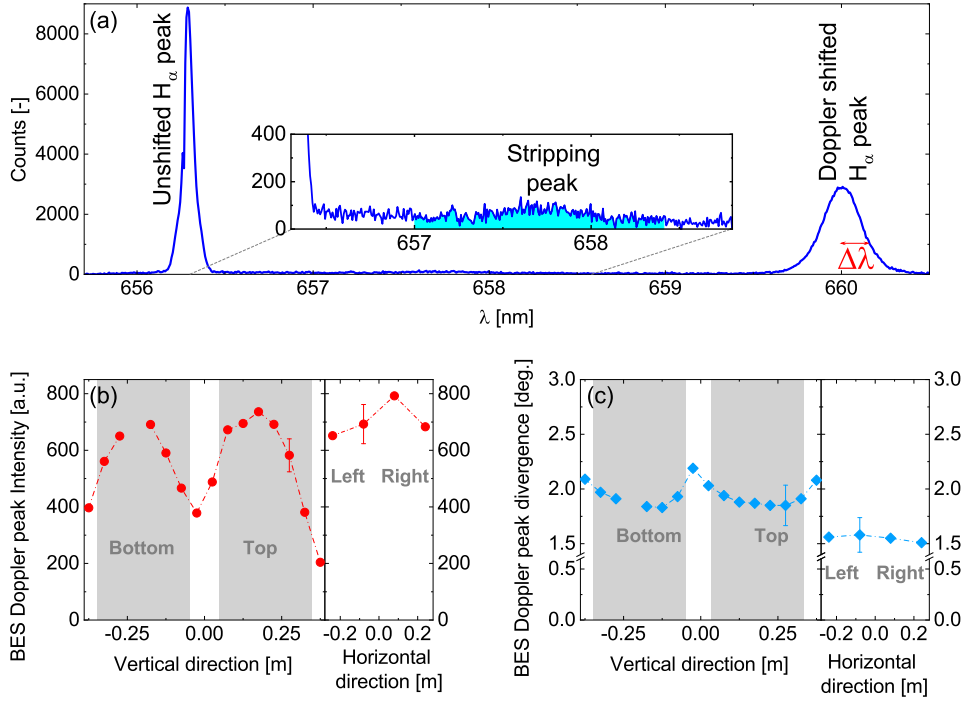 (a)
Counts [-]
8000
6000
4000
2000
0
Unshifted Hα peak
400
200
0
Stripping
peak
657
658
Doppler shifted
Hα peak
Δλ
656
657
658
659
660
λ [nm]
(b)
BES Doppler peak Intensity [a.u.]
800
600
400
200
0
Bottom
Top
Left
Right
800
600
400
200
0
-0.25
0.00
0.25
-0.2
0.0
0.2
Vertical direction [m]
Horizontal
direction [m]
(c)
BES Doppler peak divergence [deg.]
3.0
2.5
2.0
1.5
0.5
0.0
Bottom
Top
Left
Right
3.0
2.5
2.0
1.5
0.5
0.0
-0.25
0.00
0.25
-0.2
0.0
0.2
Vertical direction [m]
Horizontal
direction [m]